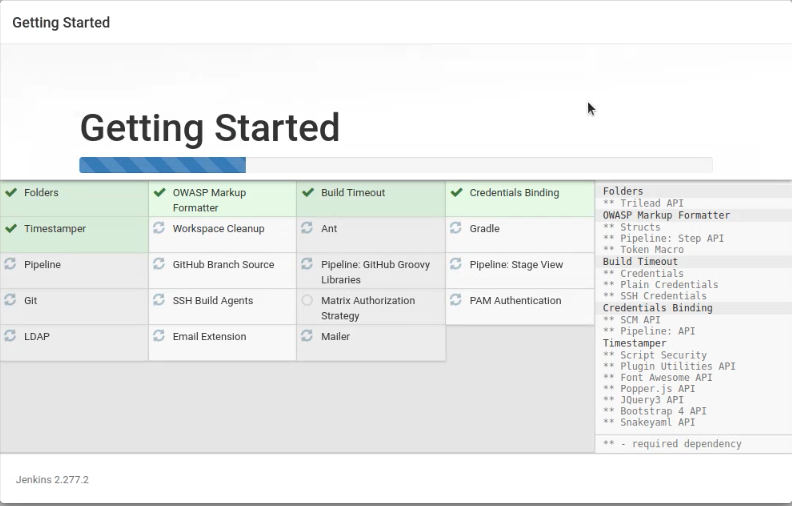 Getting Started
Getting Started
Folders
OWASP Markup
Formatter
Build Timeout
Credentials Binding
Timestamper
Workspace Cleanup
Ant
Gradle
Pipeline
GitHub Branch Source
Pipeline: GitHub Groovy
Libraries
Pipeline: Stage View
Git
SSH Build Agents
Matrix Authorization
Strategy
PAM Authentication
LDAP
Email Extension
Mailer
Folders
** Trilead API
OWASP Markup Formatter
** Structs
** Pipeline: Step API
** Token Macro
Build Timeout
** Credentials
** Plain Credentials
** SSH Credentials
Credentials Binding
** SCM API
** Pipeline: API
Timestamper
** Script Security
** Plugin Utilities API
** Font Awesome API
** Popper.js API
** JQuery3 API
** Bootstrap 4 API
** Snakeyaml API
** - required dependency
Jenkins 2.277.2